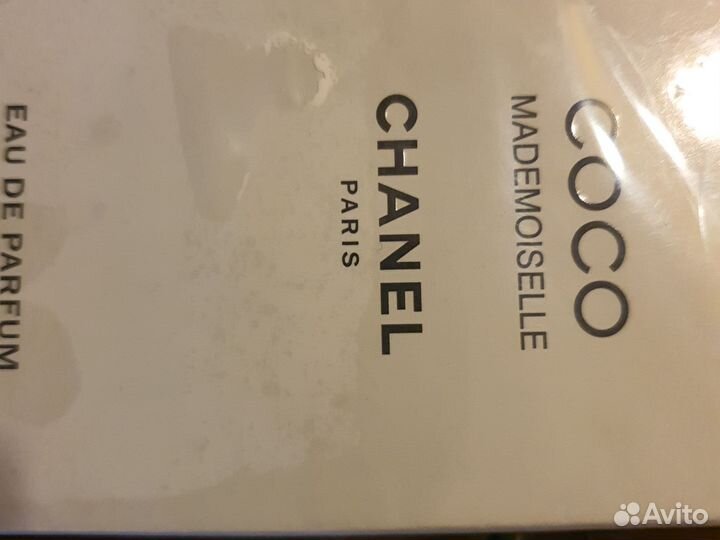 COCO
MADEMOISELLE
CHANEL
PARIS
EAU DE PARFUM
Avito